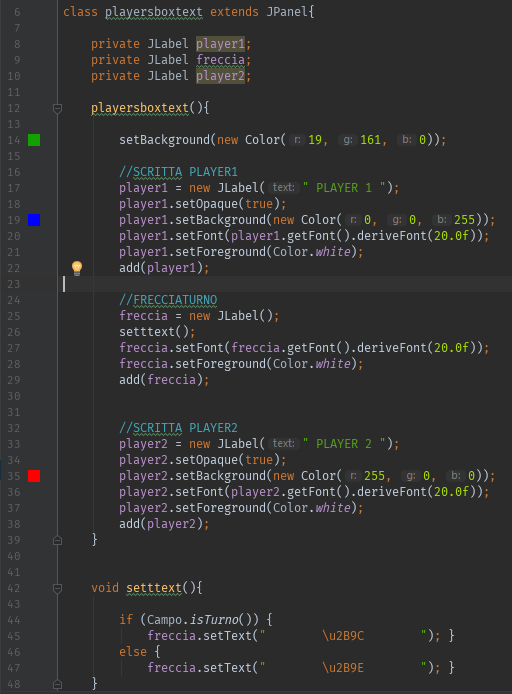 6 class playersboxtext extends JPanel{
7
8 private JLabel player1;
9 private JLabel freccia;
10 private JLabel player2;
11
12 playersboxtext(){
13
14 setBackground(new Color( r: 19, g: 161, b: 0));
15
16 //SCRITTA PLAYER1
17 player1 = new JLabel( text: " PLAYER 1 ");
18 player1.setOpaque(true);
19 player1.setBackground(new Color( r: 0, g: 0, b: 255));
20 player1.setFont(player1.getFont().deriveFont(20.0f));
21 player1.setForeground(Color.white);
22 add(player1);
23
24 //FRECCIATURNO
25 freccia = new JLabel();
26 setttext();
27 freccia.setFont(freccia.getFont().deriveFont(20.0f));
28 freccia.setForeground(Color.white);
29 add(freccia);
30
31
32 //SCRITTA PLAYER2
33 player2 = new JLabel( text: " PLAYER 2 ");
34 player2.setOpaque(true);
35 player2.setBackground(new Color( r: 255, g: 0, b: 0));
36 player2.setFont(player2.getFont().deriveFont(20.0f));
37 player2.setForeground(Color.white);
38 add(player2);
39 }
40
41
42 void setttext(){
43
44 if (Campo.isTurno()) {
45 freccia.setText("        \u2B9C        "); }
46 else {
47 freccia.setText("        \u2B9E        "); }
48 }